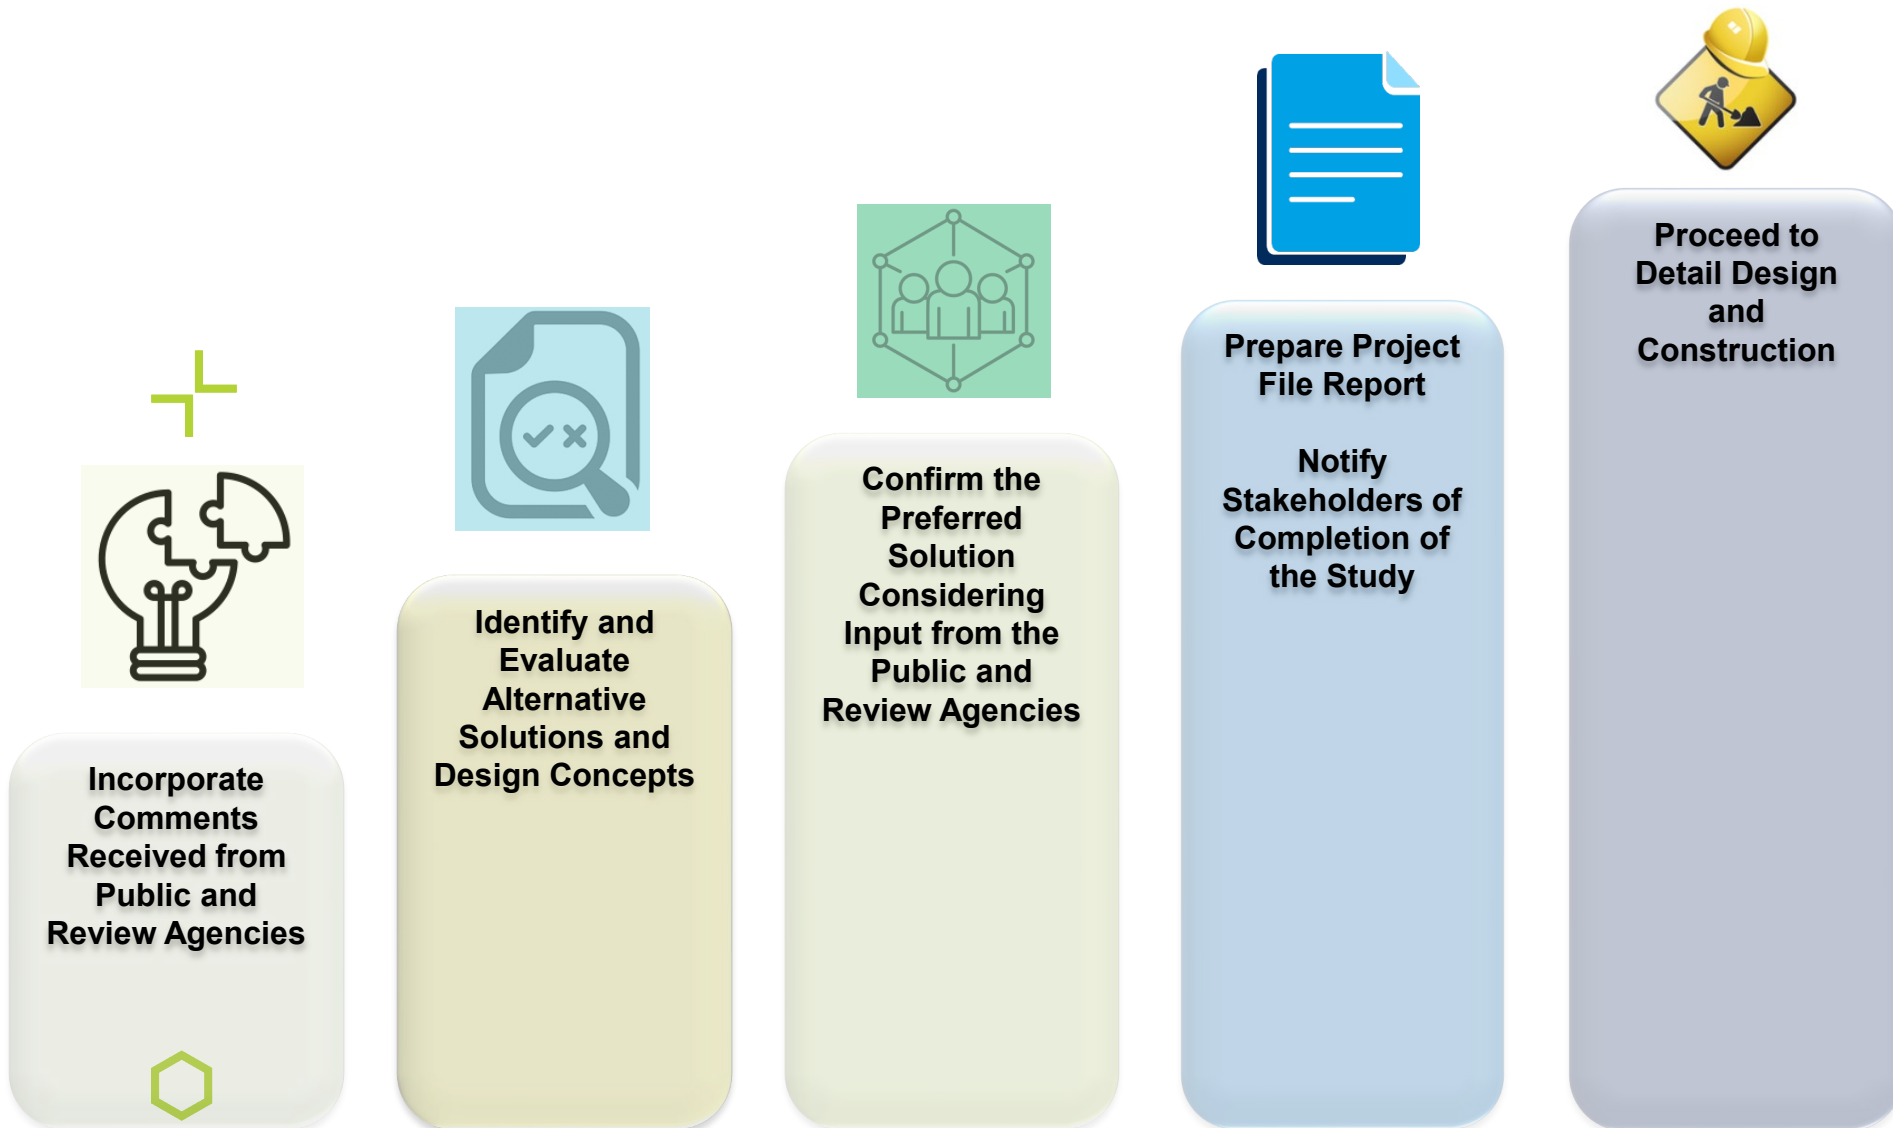 Incorporate
Comments
Received from
Public and
Review Agencies
Identify and
Evaluate
Alternative
Solutions and
Design Concepts
Confirm the
Preferred
Solution
Considering
Input from the
Public and
Review Agencies
Prepare Project
File Report
Notify
Stakeholders of
Completion of
the Study
Proceed to
Detail Design
and
Construction